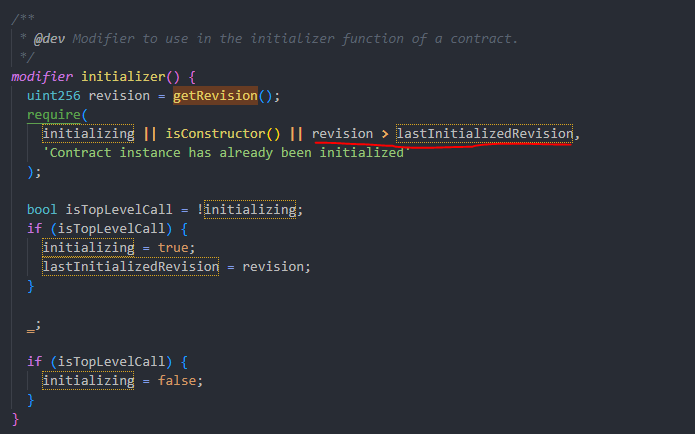 /**
 * @dev Modifier to use in the initializer function of a contract.
 */
modifier initializer() {
  uint256 revision = getRevision();
  require(
    initializing || isConstructor() || revision > lastInitializedRevision,
    'Contract instance has already been initialized'
  );

  bool isTopLevelCall = !initializing;
  if (isTopLevelCall) {
    initializing = true;
    lastInitializedRevision = revision;
  }

  _;

  if (isTopLevelCall) {
    initializing = false;
  }
}